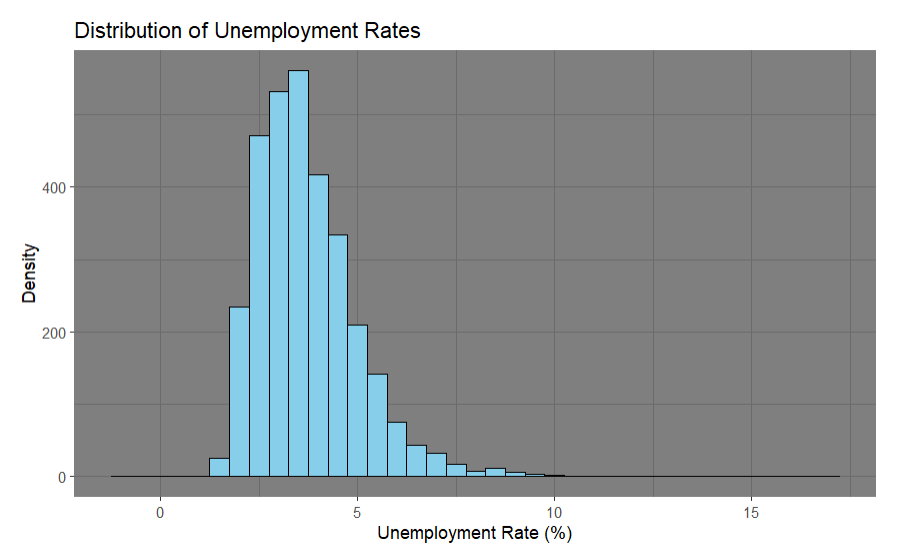 Distribution of Unemployment Rates
Density
400
200
0
0 5 10 15
Unemployment Rate (%)